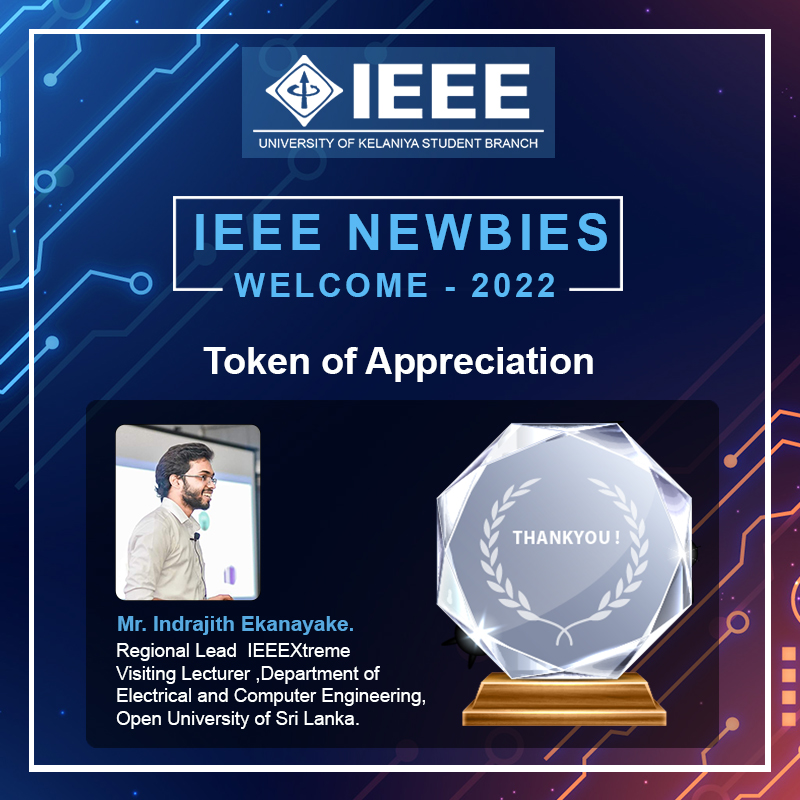 IEEE
UNIVERSITY OF KELANIYA STUDENT BRANCH
IEEE NEWBIES
WELCOME - 2022
Token of Appreciation
THANKYOU !
Mr. Indrajith Ekanayake.
Regional Lead  IEEEXtreme
Visiting Lecturer ,Department of
Electrical and Computer Engineering,
Open University of Sri Lanka.